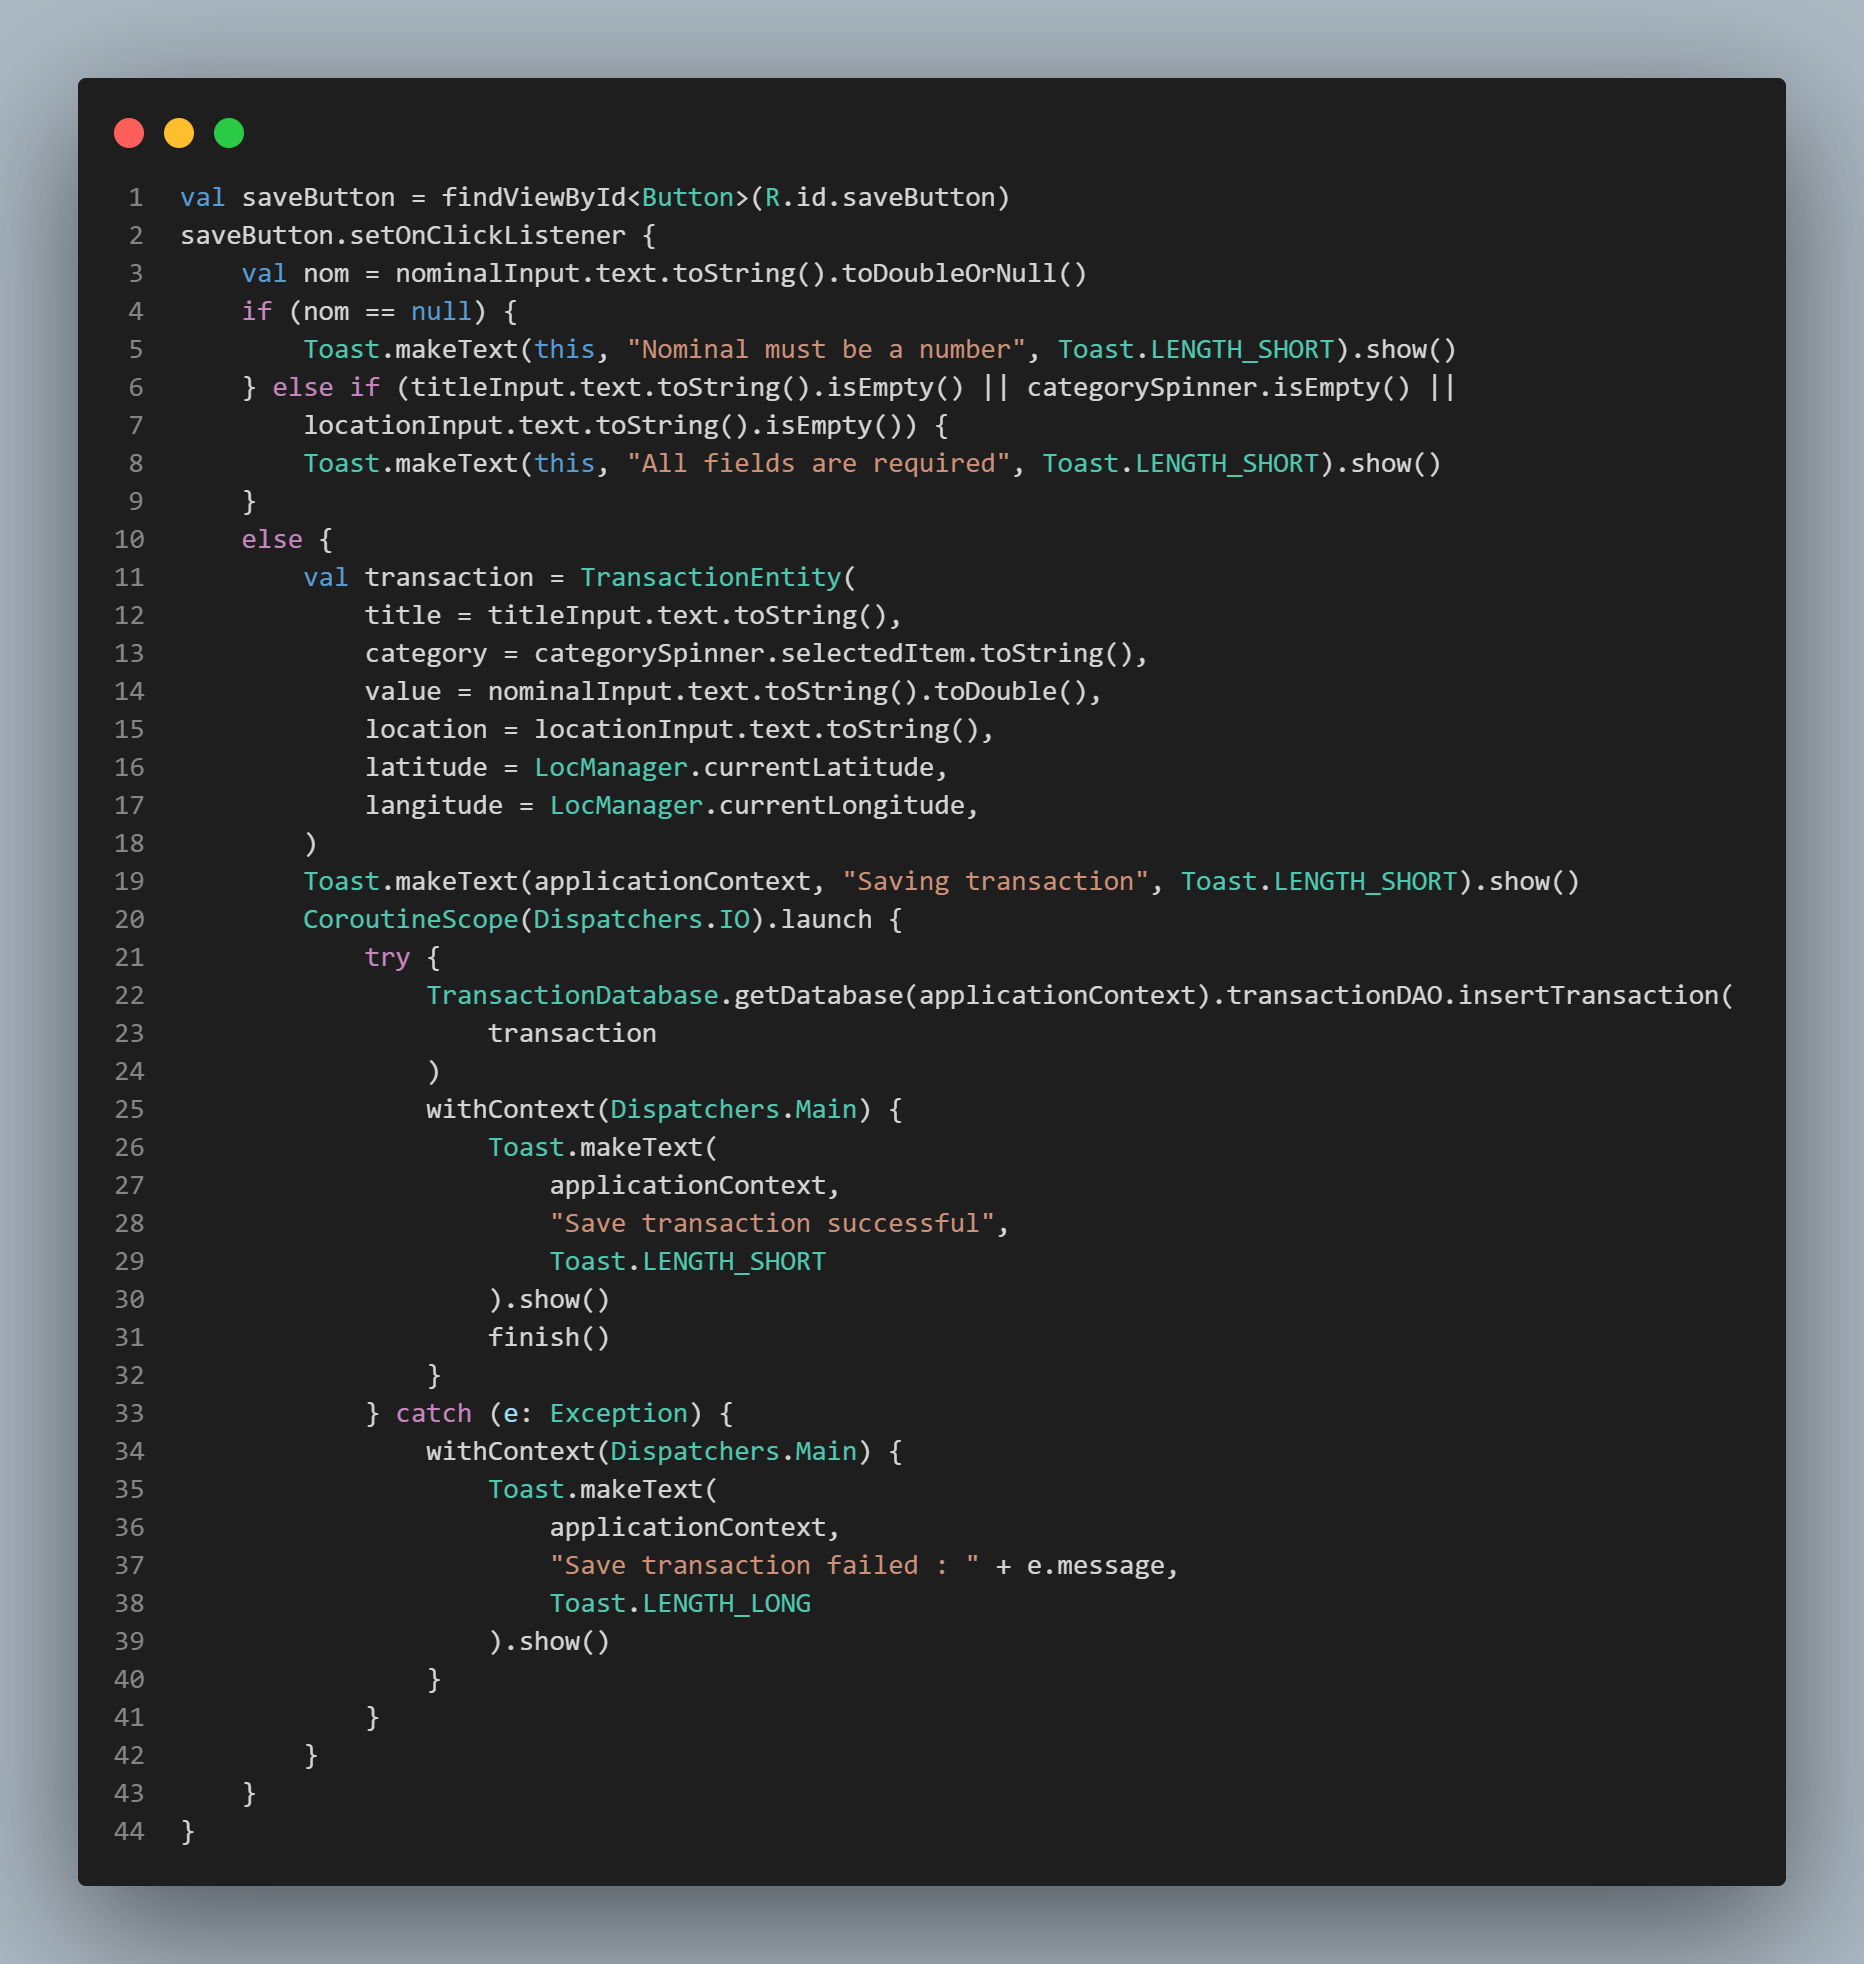 1 val saveButton = findViewById<Button>(R.id.saveButton)
2 saveButton.setOnClickListener {
3     val nom = nominalInput.text.toString().toDoubleOrNull()
4     if (nom == null) {
5         Toast.makeText(this, "Nominal must be a number", Toast.LENGTH_SHORT).show()
6     } else if (titleInput.text.toString().isEmpty() || categorySpinner.isEmpty() ||
7         locationInput.text.toString().isEmpty()) {
8         Toast.makeText(this, "All fields are required", Toast.LENGTH_SHORT).show()
9     }
10     else {
11         val transaction = TransactionEntity(
12             title = titleInput.text.toString(),
13             category = categorySpinner.selectedItem.toString(),
14             value = nominalInput.text.toString().toDouble(),
15             location = locationInput.text.toString(),
16             latitude = LocManager.currentLatitude,
17             langitude = LocManager.currentLongitude,
18         )
19         Toast.makeText(applicationContext, "Saving transaction", Toast.LENGTH_SHORT).show()
20         CoroutineScope(Dispatchers.IO).launch {
21             try {
22                 TransactionDatabase.getDatabase(applicationContext).transactionDAO.insertTransaction(
23                     transaction
24                 )
25                 withContext(Dispatchers.Main) {
26                     Toast.makeText(
27                         applicationContext,
28                         "Save transaction successful",
29                         Toast.LENGTH_SHORT
30                     ).show()
31                     finish()
32                 }
33             } catch (e: Exception) {
34                 withContext(Dispatchers.Main) {
35                     Toast.makeText(
36                         applicationContext,
37                         "Save transaction failed : " + e.message,
38                         Toast.LENGTH_LONG
39                     ).show()
40                 }
41             }
42         }
43     }
44 }